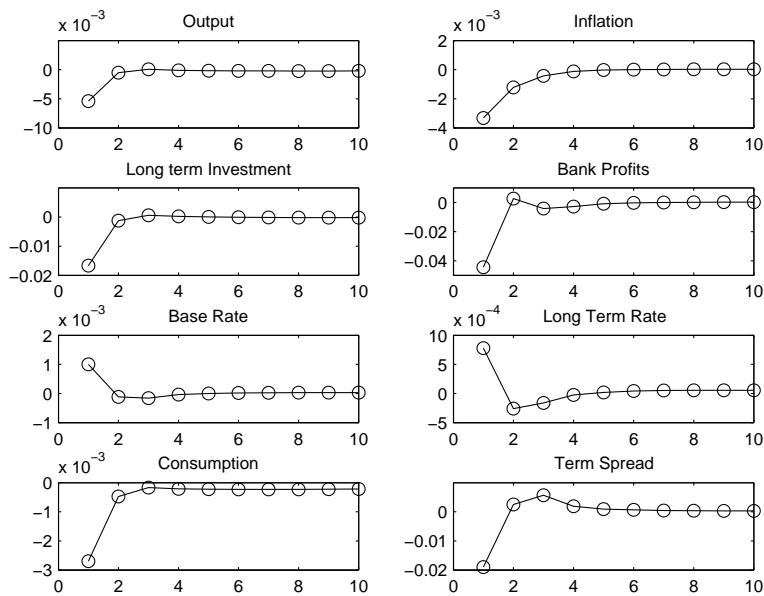 x 10⁻³
Output
0
−5
−10
0 2 4 6 8 10
x 10⁻³
Inflation
2
0
−2
−4
0 2 4 6 8 10
Long term Investment
0
−0.01
−0.02
0 2 4 6 8 10
Bank Profits
0
−0.02
−0.04
0 2 4 6 8 10
x 10⁻³
Base Rate
2
1
0
−1
0 2 4 6 8 10
x 10⁻⁴
Long Term Rate
10
5
0
−5
0 2 4 6 8 10
x 10⁻³
Consumption
0
−1
−2
−3
0 2 4 6 8 10
Term Spread
0
−0.01
−0.02
0 2 4 6 8 10